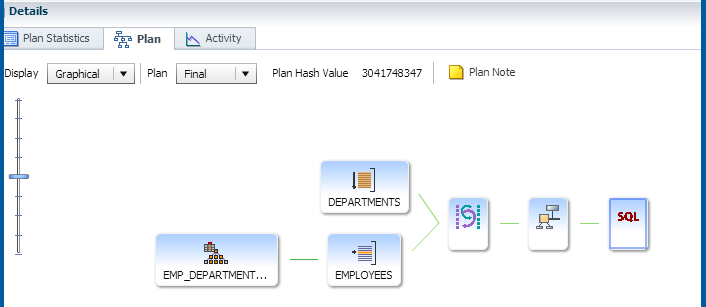 Details
Plan Statistics
Plan
Activity
Display Graphical Plan Final Plan Hash Value 3041748347 Plan Note
DEPARTMENTS
SQL
EMP_DEPARTMENT...
EMPLOYEES